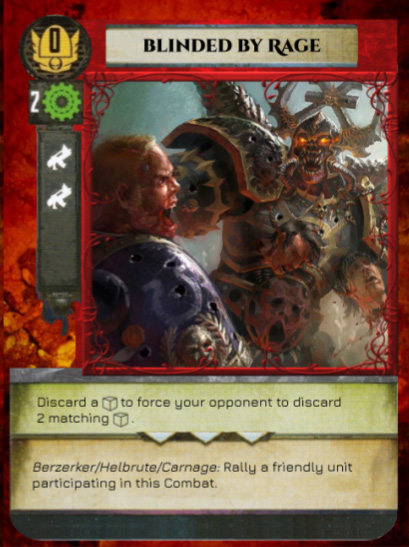 0
BLINDED BY RAGE
2
Discard a to force your opponent to discard
2 matching .
Berzerker/Helbrute/Carnage: Rally a friendly unit
participating in this Combat.